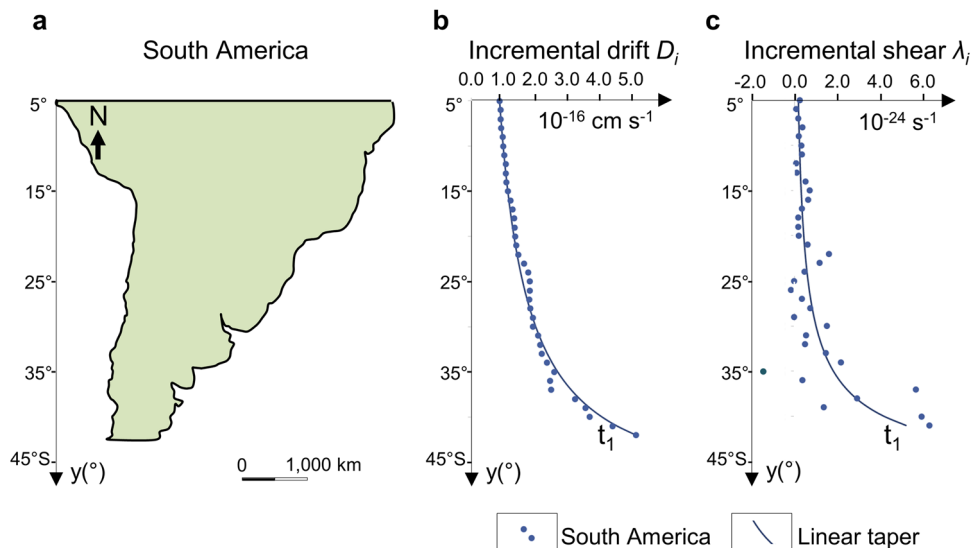 a
South America
5°
N
15°
25°
35°
45°S
y(°)
0 1,000 km
b
Incremental drift Dᵢ
0.0 1.0 2.0 3.0 4.0 5.0
10⁻¹⁶ cm s⁻¹
5°
15°
25°
35°
45°S
t₁
y(°)
c
Incremental shear λᵢ
-2.0 0.0 2.0 4.0 6.0
10⁻²⁴ s⁻¹
5°
15°
25°
35°
45°S
t₁
y(°)
South America
Linear taper